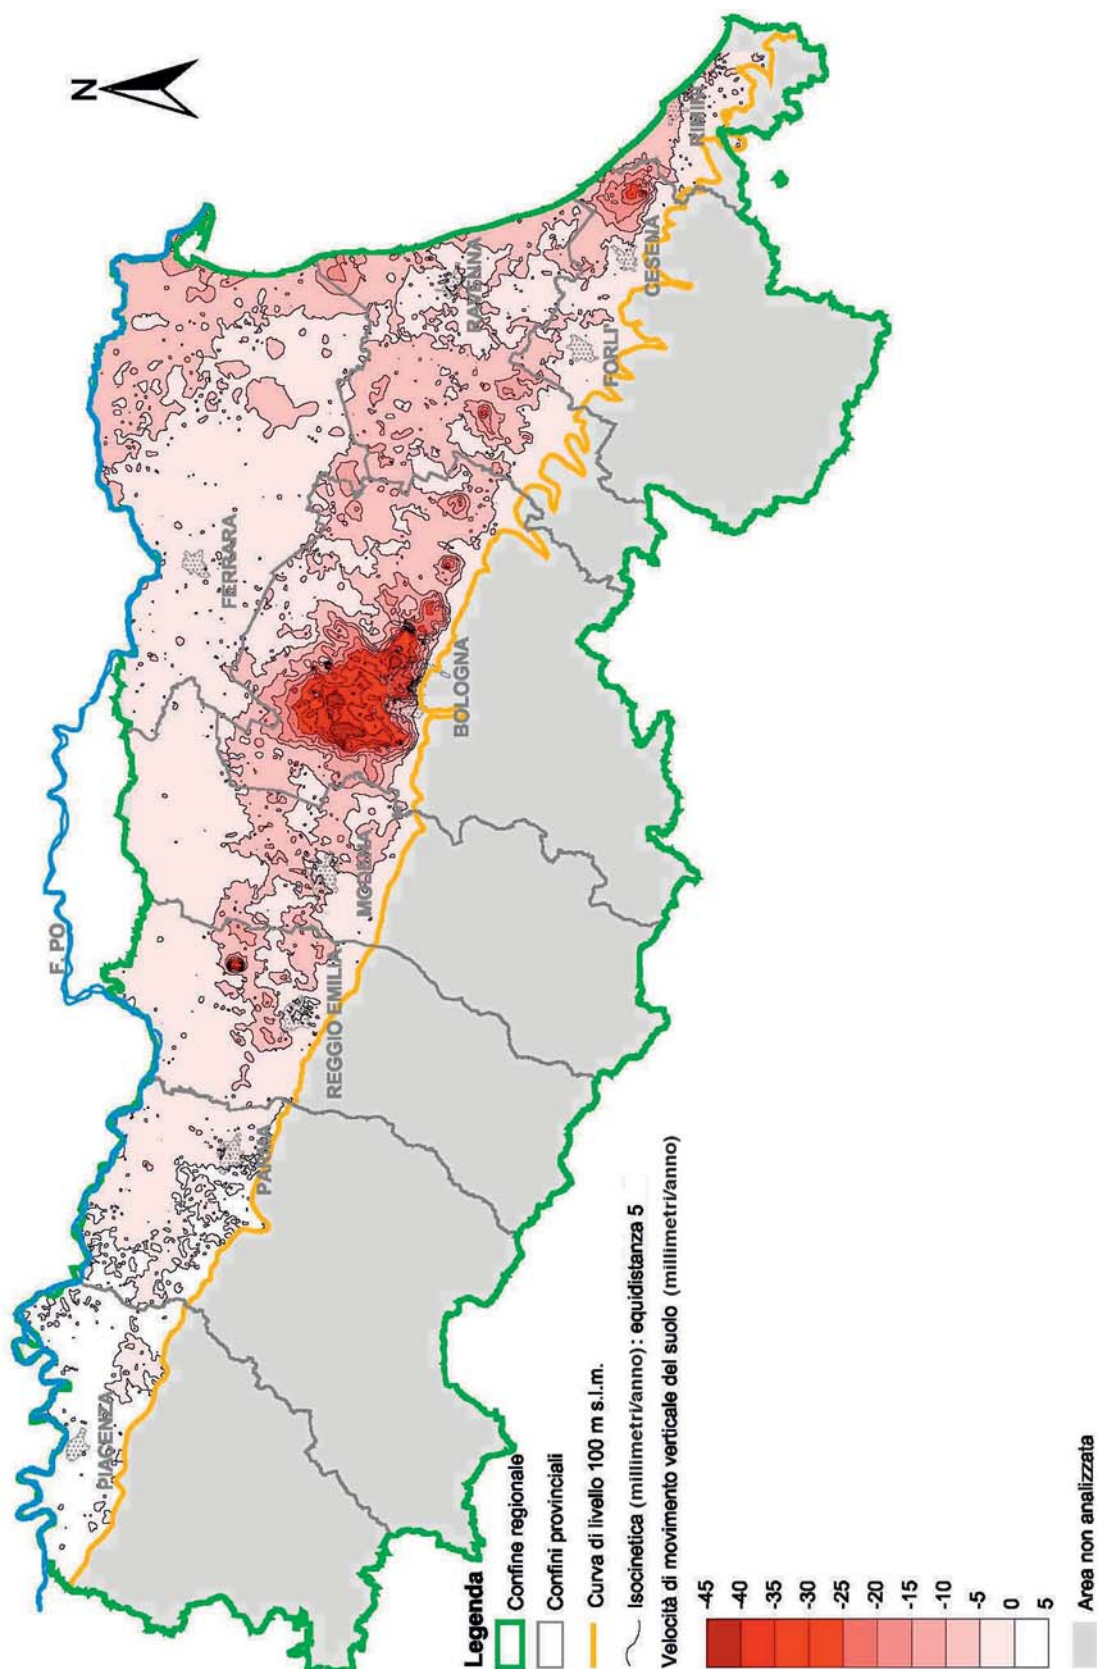 N
F. PO
PIACENZA
PARMA
REGGIO EMILIA
MODENA
BOLOGNA
FERRARA
RAVENNA
FORLI'
CESENA
RIMINI
Legenda
Confine regionale
Confini provinciali
Curva di livello 100 m s.l.m.
Isocinetica (millimetri/anno) : equidistanza 5
Velocità di movimento verticale del suolo (millimetri/anno)
-45
-40
-35
-30
-25
-20
-15
-10
-5
0
5
Area non analizzata